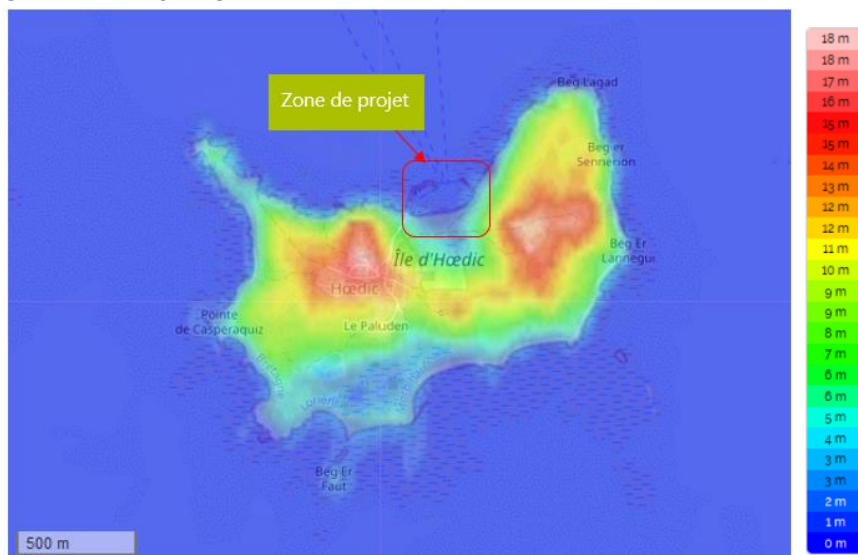 Zone de projet
Beg Lagad
Beg er
Sennerion
Île d'Hœdic
Beg Er
Lannegui
Hœdic
Pointe
de Casperaquiz
Le Paluden
Bretagne
Beg Er
Faut
500 m
18 m
18 m
17 m
16 m
15 m
15 m
14 m
13 m
12 m
12 m
11 m
10 m
9 m
9 m
8 m
7 m
6 m
6 m
5 m
4 m
3 m
3 m
2 m
1 m
0 m